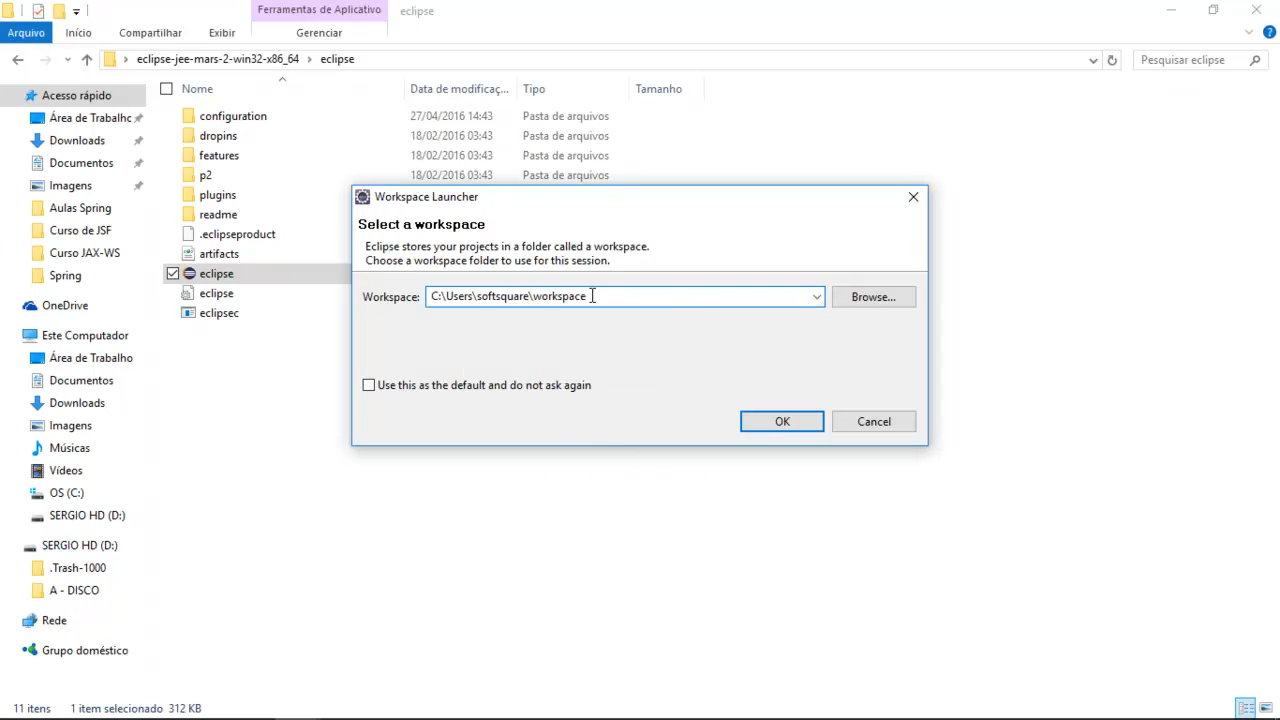 Ferramentas de Aplicativo
eclipse
Arquivo
Início
Compartilhar
Exibir
Gerenciar
eclipse-jee-mars-2-win32-x86_64
eclipse
Pesquisar eclipse
Nome
Data de modificaç...
Tipo
Tamanho
Acesso rápido
Área de Trabalho
Downloads
Documentos
Imagens
Aulas Spring
Curso de JSF
Curso JAX-WS
Spring
OneDrive
Este Computador
Área de Trabalho
Documentos
Downloads
Imagens
Músicas
Vídeos
OS (C:)
SERGIO HD (D:)
SERGIO HD (D:)
.Trash-1000
A - DISCO
Rede
Grupo doméstico
configuration 27/04/2016 14:43 Pasta de arquivos
dropins 18/02/2016 03:43 Pasta de arquivos
features 18/02/2016 03:43 Pasta de arquivos
p2 18/02/2016 03:43 Pasta de arquivos
plugins
readme
.eclipseproduct
artifacts
eclipse
eclipse
eclipsec
Workspace Launcher
Select a workspace
Eclipse stores your projects in a folder called a workspace.
Choose a workspace folder to use for this session.
Workspace: C:\Users\softsquare\workspace
Browse...
Use this as the default and do not ask again
OK
Cancel
11 itens 1 item selecionado 312 KB